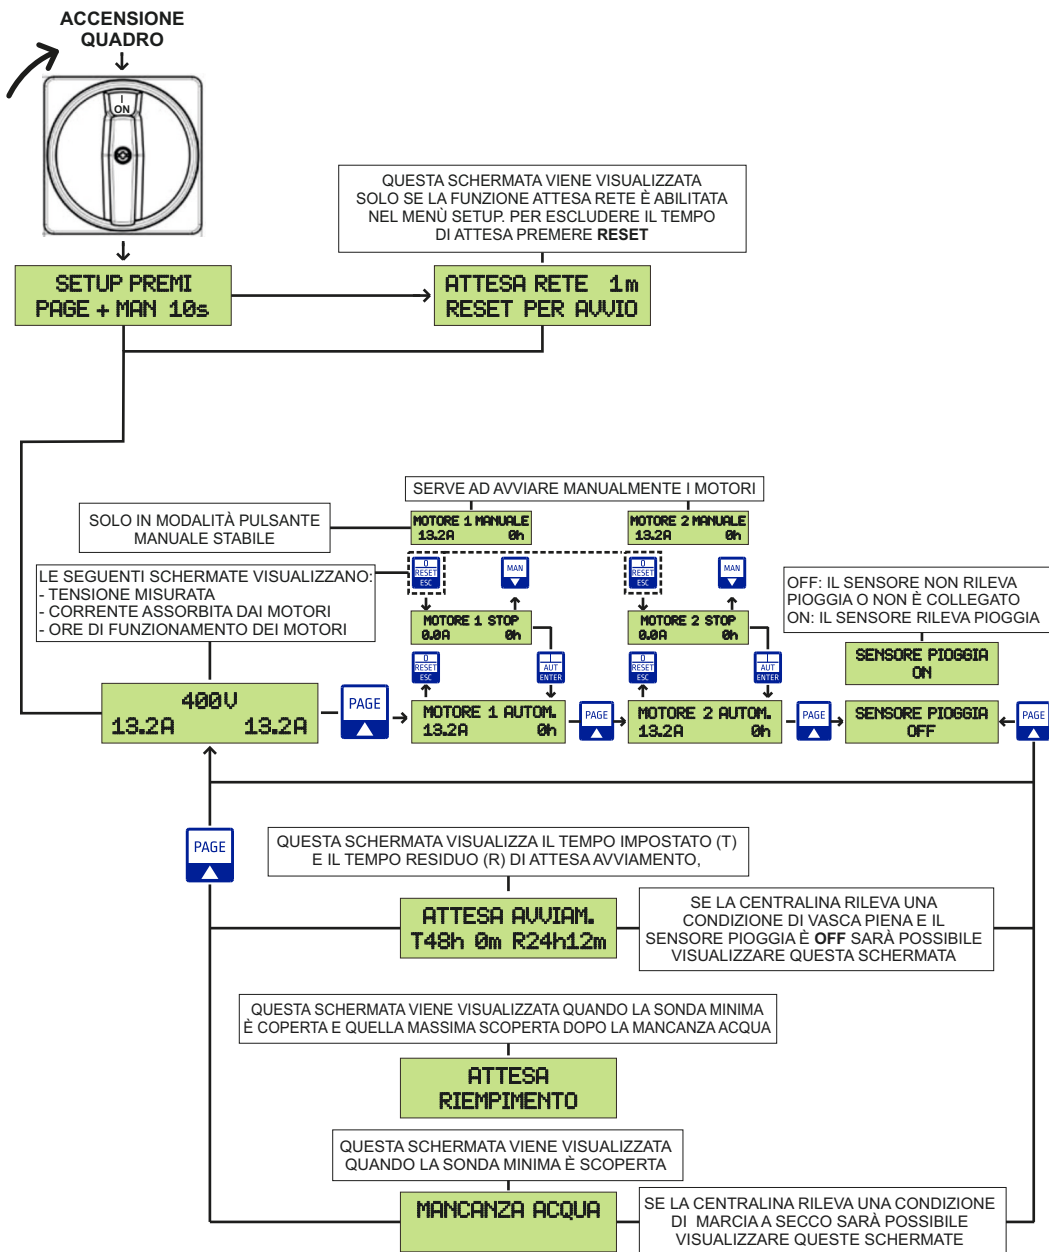 ACCENSIONE
QUADRO
I
ON
QUESTA SCHERMATA VIENE VISUALIZZATA
SOLO SE LA FUNZIONE ATTESA RETE È ABILITATA
NEL MENÙ SETUP. PER ESCLUDERE IL TEMPO
DI ATTESA PREMERE RESET
SETUP PREMI
PAGE + MAN 10s
ATTESA RETE 1m
RESET PER AVVIO
SERVE AD AVVIARE MANUALMENTE I MOTORI
SOLO IN MODALITÀ PULSANTE
MANUALE STABILE
MOTORE 1 MANUALE
13.2A 0h
MOTORE 2 MANUALE
13.2A 0h
LE SEGUENTI SCHERMATE VISUALIZZANO:
- TENSIONE MISURATA
- CORRENTE ASSORBITA DAI MOTORI
- ORE DI FUNZIONAMENTO DEI MOTORI
0
RESET
ESC
MAN
0
RESET
ESC
MAN
OFF: IL SENSORE NON RILEVA
PIOGGIA O NON È COLLEGATO
ON: IL SENSORE RILEVA PIOGGIA
MOTORE 1 STOP
0.0A 0h
MOTORE 2 STOP
0.0A 0h
SENSORE PIOGGIA
ON
0
RESET
ESC
I
AUT
ENTER
0
RESET
ESC
I
AUT
ENTER
400V
13.2A 13.2A
PAGE
MOTORE 1 AUTOM.
13.2A 0h
PAGE
MOTORE 2 AUTOM.
13.2A 0h
PAGE
SENSORE PIOGGIA
OFF
PAGE
PAGE
QUESTA SCHERMATA VISUALIZZA IL TEMPO IMPOSTATO (T)
E IL TEMPO RESIDUO (R) DI ATTESA AVVIAMENTO,
ATTESA AVVIAM.
T48h 0m R24h12m
SE LA CENTRALINA RILEVA UNA
CONDIZIONE DI VASCA PIENA E IL
SENSORE PIOGGIA È OFF SARÀ POSSIBILE
VISUALIZZARE QUESTA SCHERMATA
QUESTA SCHERMATA VIENE VISUALIZZATA QUANDO LA SONDA MINIMA
È COPERTA E QUELLA MASSIMA SCOPERTA DOPO LA MANCANZA ACQUA
ATTESA
RIEMPIMENTO
QUESTA SCHERMATA VIENE VISUALIZZATA
QUANDO LA SONDA MINIMA È SCOPERTA
MANCANZA ACQUA
SE LA CENTRALINA RILEVA UNA CONDIZIONE
DI MARCIA A SECCO SARÀ POSSIBILE
VISUALIZZARE QUESTE SCHERMATE